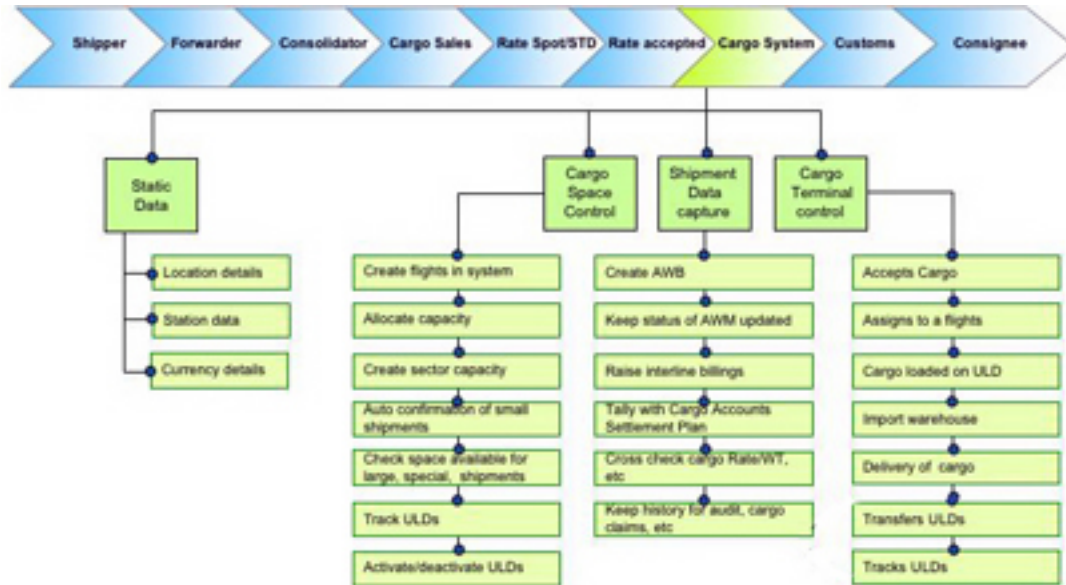 Shipper
Forwarder
Consolidator
Cargo Sales
Rate Spot/STD
Rate accepted
Cargo System
Customs
Consignee
Static
Data
Cargo
Space
Control
Shipment
Data
capture
Cargo
Terminal
control
Location details
Station data
Currency details
Create flights in system
Allocate capacity
Create sector capacity
Auto confirmation of small
shipments
Check space available for
large, special, shipments
Track ULDs
Activate/deactivate ULDs
Create AWB
Keep status of AWM updated
Raise interline billings
Tally with Cargo Accounts
Settlement Plan
Cross check cargo Rate/WT,
etc
Keep history for audit, cargo
claims, etc
Accepts Cargo
Assigns to a flights
Cargo loaded on ULD
Import warehouse
Delivery of cargo
Transfers ULDs
Tracks ULDs